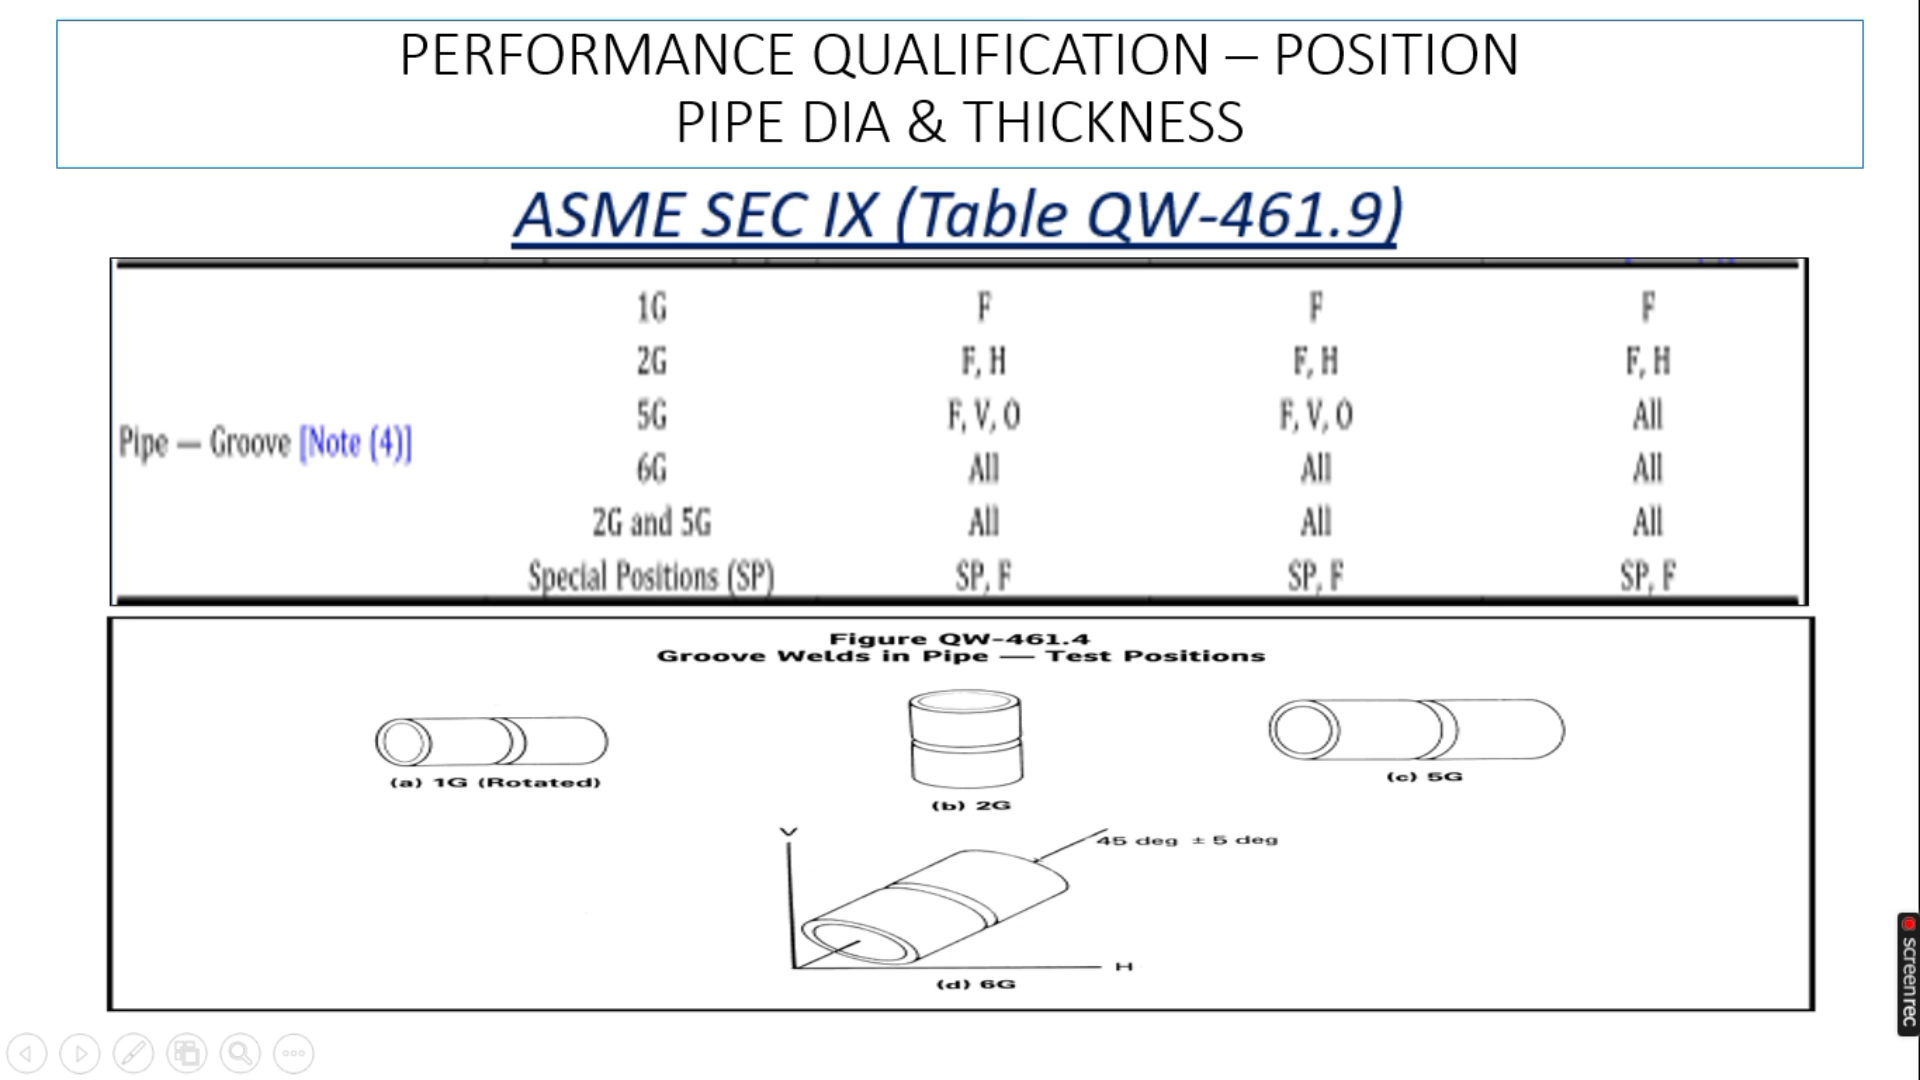 PERFORMANCE QUALIFICATION – POSITION
PIPE DIA & THICKNESS
ASME SEC IX (Table QW-461.9)
1G F F F
2G F, H F, H F, H
5G F, V, O F, V, O All
Pipe — Groove [Note (4)]
6G All All All
2G and 5G All All All
Special Positions (SP) SP, F SP, F SP, F
Figure QW-461.4
Groove Welds in Pipe — Test Positions
(a) 1G (Rotated)
(b) 2G
(c) 5G
V
45 deg ± 5 deg
H
(d) 6G
screenrec